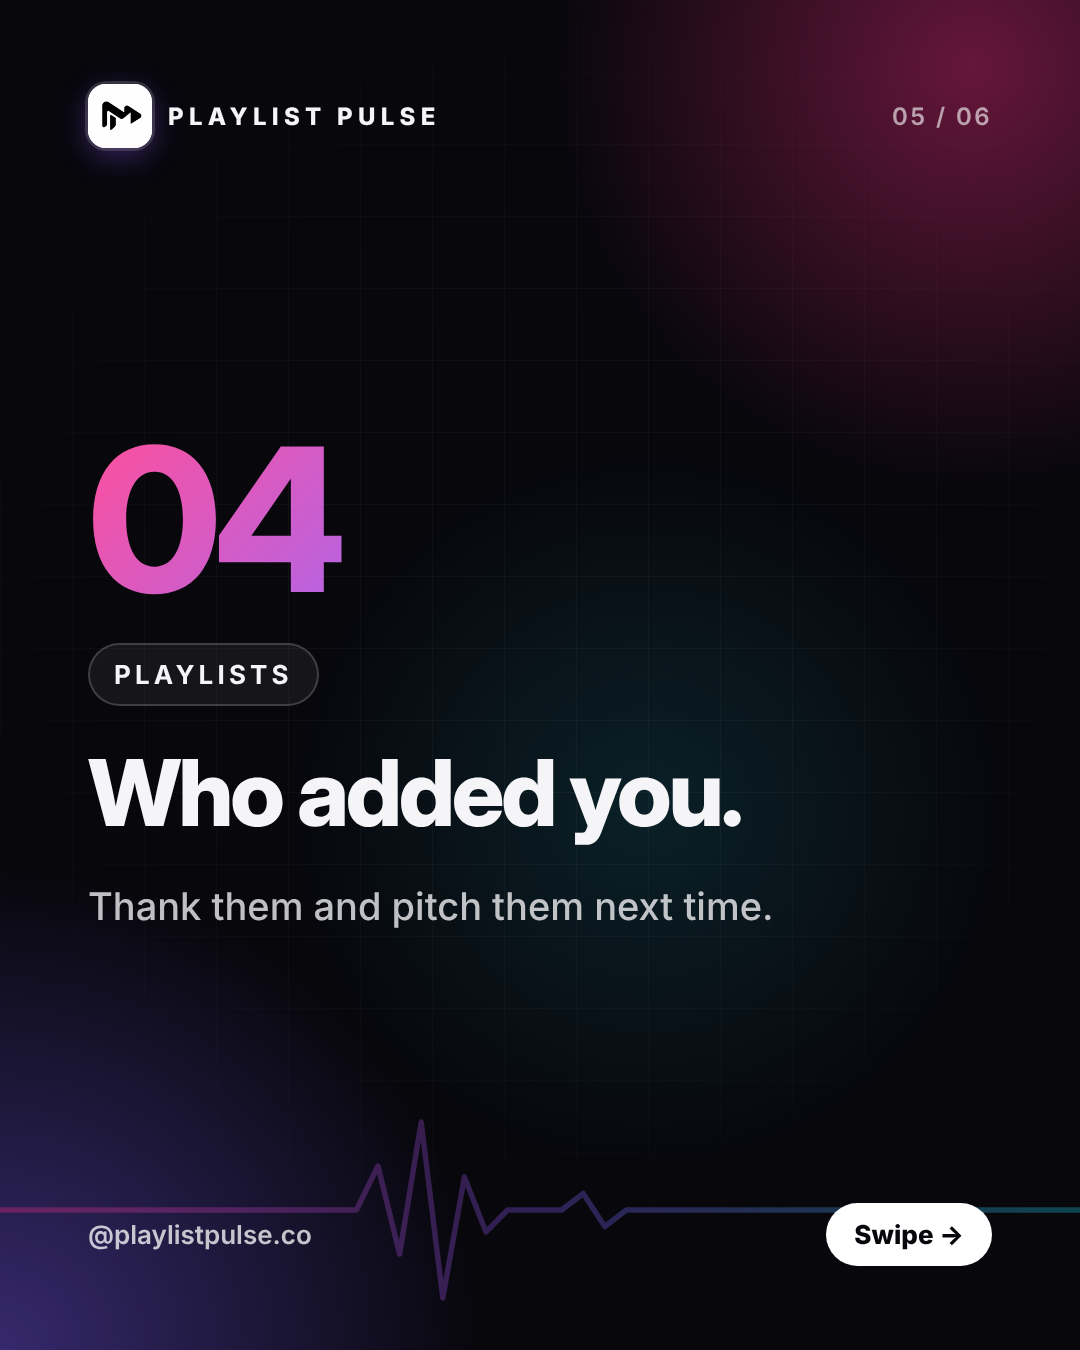 PLAYLIST PULSE
05 / 06
04
PLAYLISTS
Who added you.
Thank them and pitch them next time.
@playlistpulse.co
Swipe →